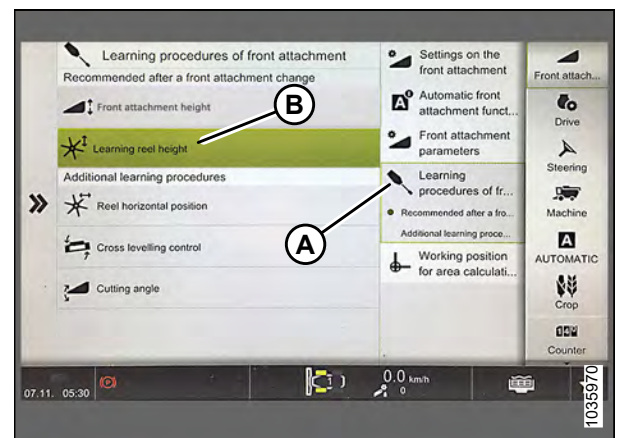 Learning procedures of front attachment
Recommended after a front attachment change
Front attachment height
B
Learning reel height
Additional learning procedures
Reel horizontal position
A
Cross levelling control
Cutting angle
Settings on the
front attachment
Automatic front
attachment funct...
Front attachment
parameters
Learning
procedures of fr...
Recommended after a fro...
Additional learning proce...
Working position
for area calculati...
Front attach...
Drive
Steering
Machine
A
AUTOMATIC
Crop
Counter
07.11. 05:30
(P)
1
0.0 km/h
0
1035970